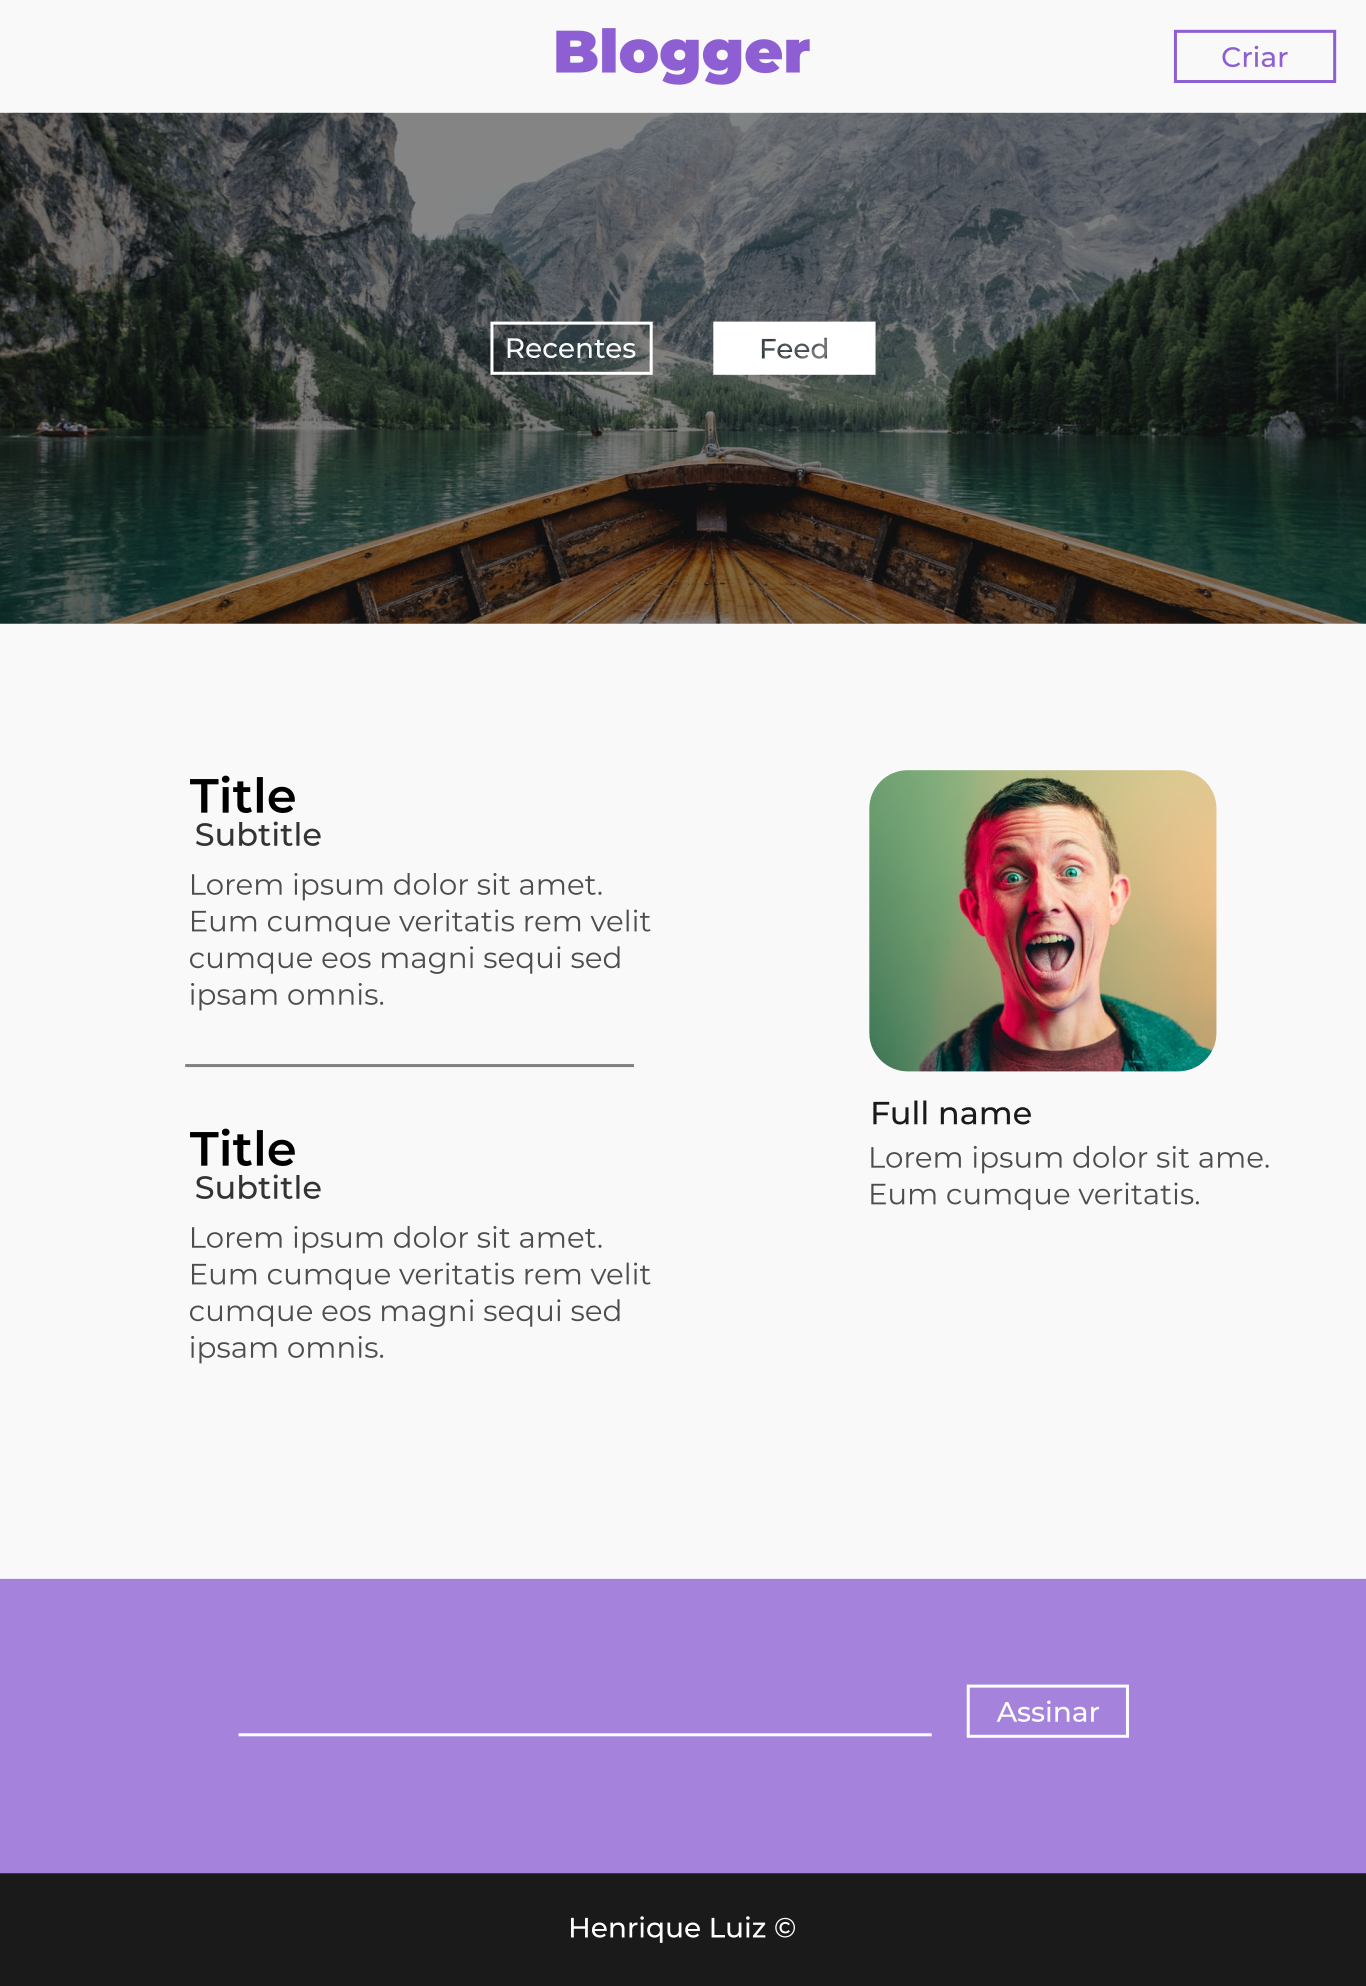 Blogger
Criar
Recentes
Feed
Title
Subtitle
Lorem ipsum dolor sit amet.
Eum cumque veritatis rem velit
cumque eos magni sequi sed
ipsam omnis.
Title
Subtitle
Lorem ipsum dolor sit amet.
Eum cumque veritatis rem velit
cumque eos magni sequi sed
ipsam omnis.
Full name
Lorem ipsum dolor sit ame.
Eum cumque veritatis.
Assinar
Henrique Luiz ©